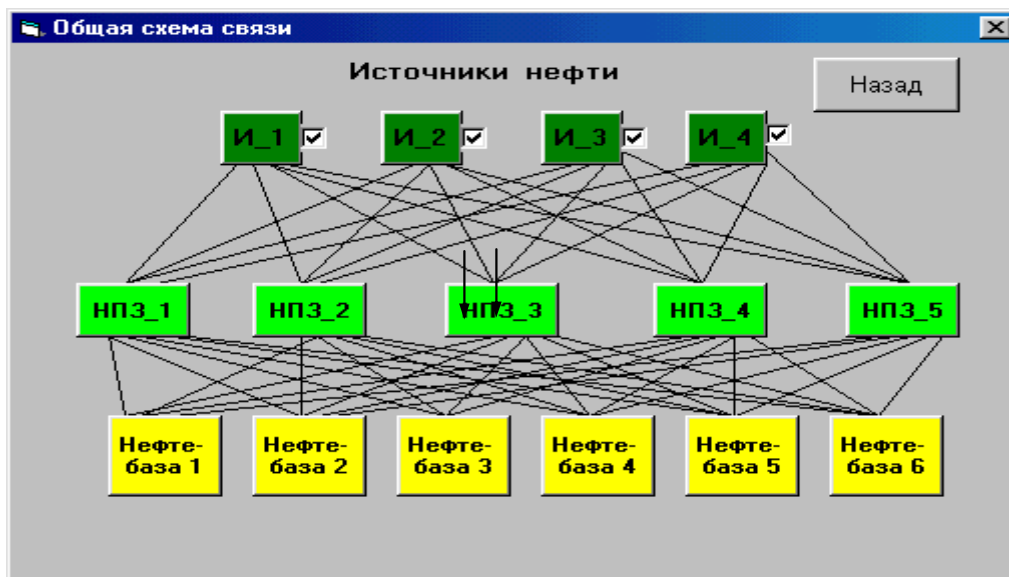 Общая схема связи
Источники нефти
Назад
И_1
И_2
И_3
И_4
НПЗ_1
НПЗ_2
НПЗ_3
НПЗ_4
НПЗ_5
Нефте-
база 1
Нефте-
база 2
Нефте-
база 3
Нефте-
база 4
Нефте-
база 5
Нефте-
база 6